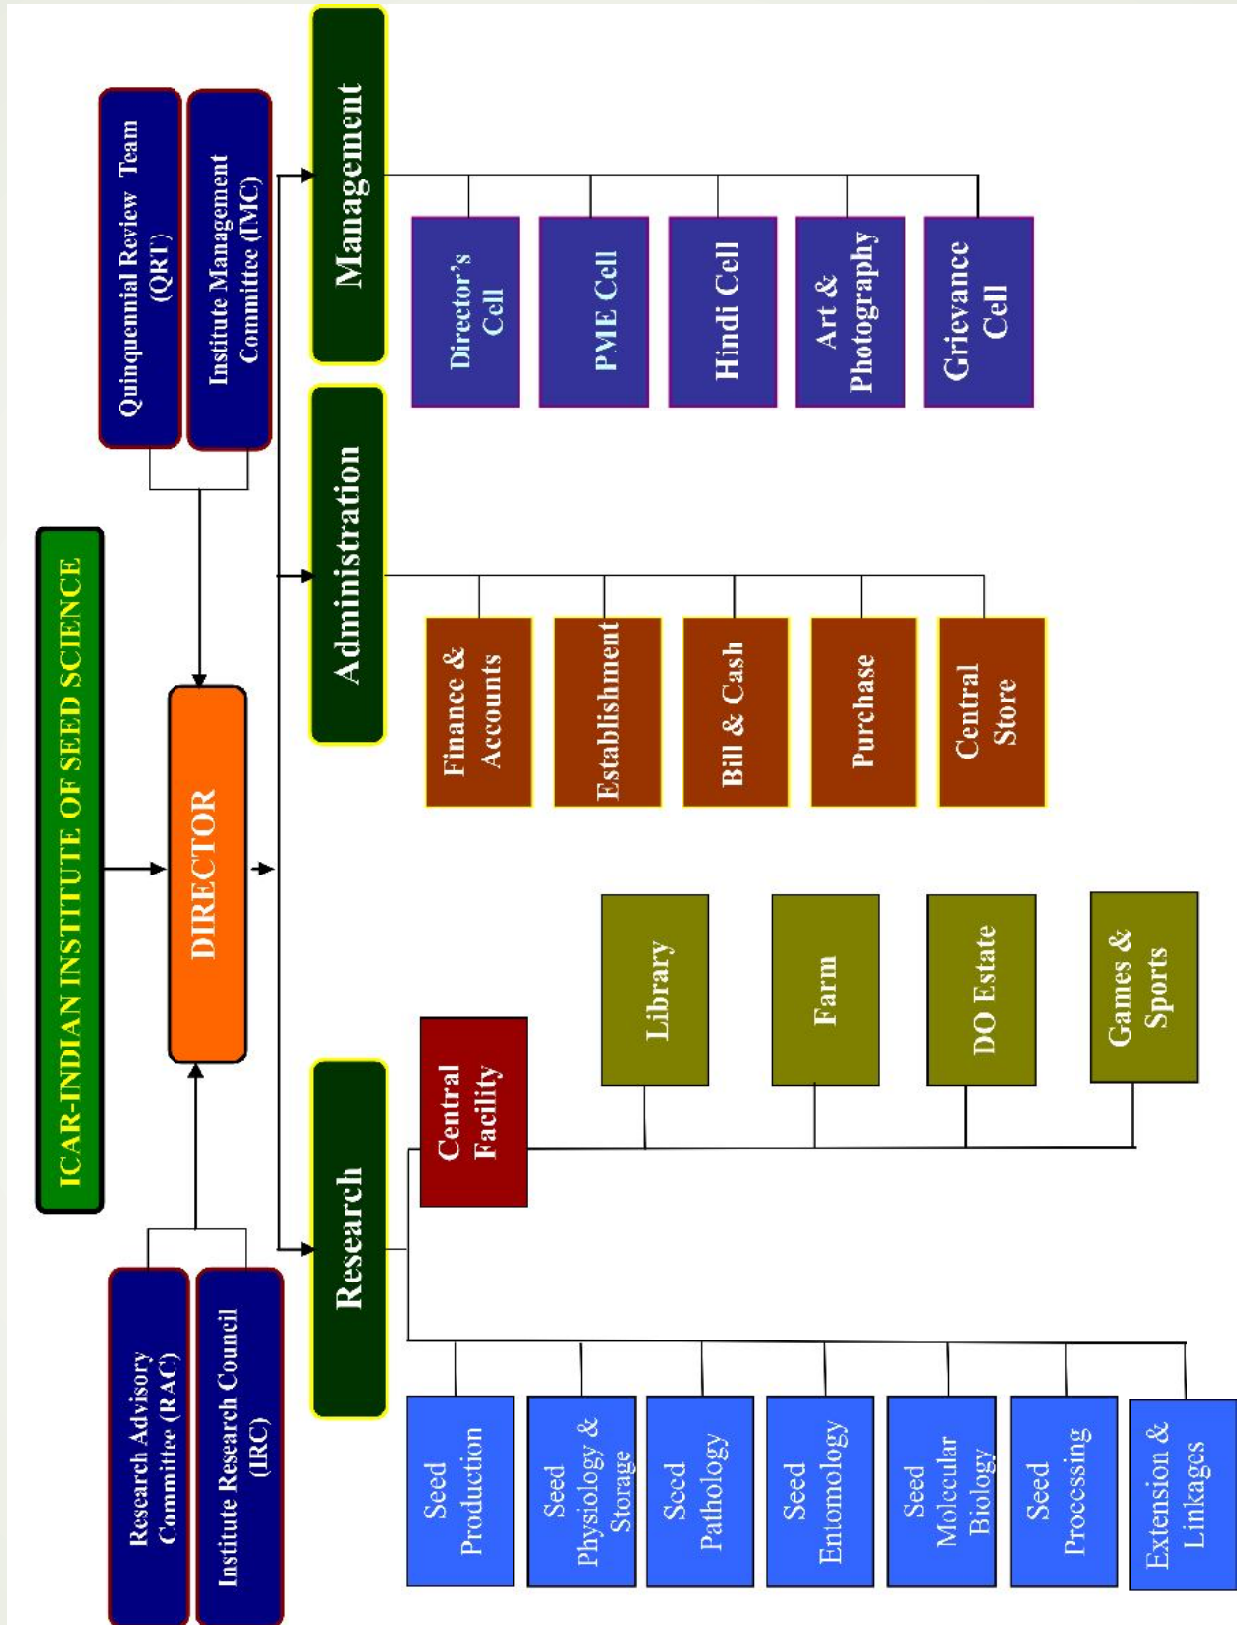 ICAR-INDIAN INSTITUTE OF SEED SCIENCE
Research Advisory
Committee (RAC)
Institute Research Council
(IRC)
DIRECTOR
Quinquennial Review Team
(QRT)
Institute Management
Committee (IMC)
Research
Administration
Management
Seed
Production
Seed
Physiology &
Storage
Seed
Pathology
Seed
Entomology
Seed
Molecular
Biology
Seed
Processing
Extension &
Linkages
Central
Facility
Library
Farm
DO Estate
Games &
Sports
Finance &
Accounts
Establishment
Bill & Cash
Purchase
Central
Store
Director's
Cell
PME Cell
Hindi Cell
Art &
Photography
Grievance
Cell